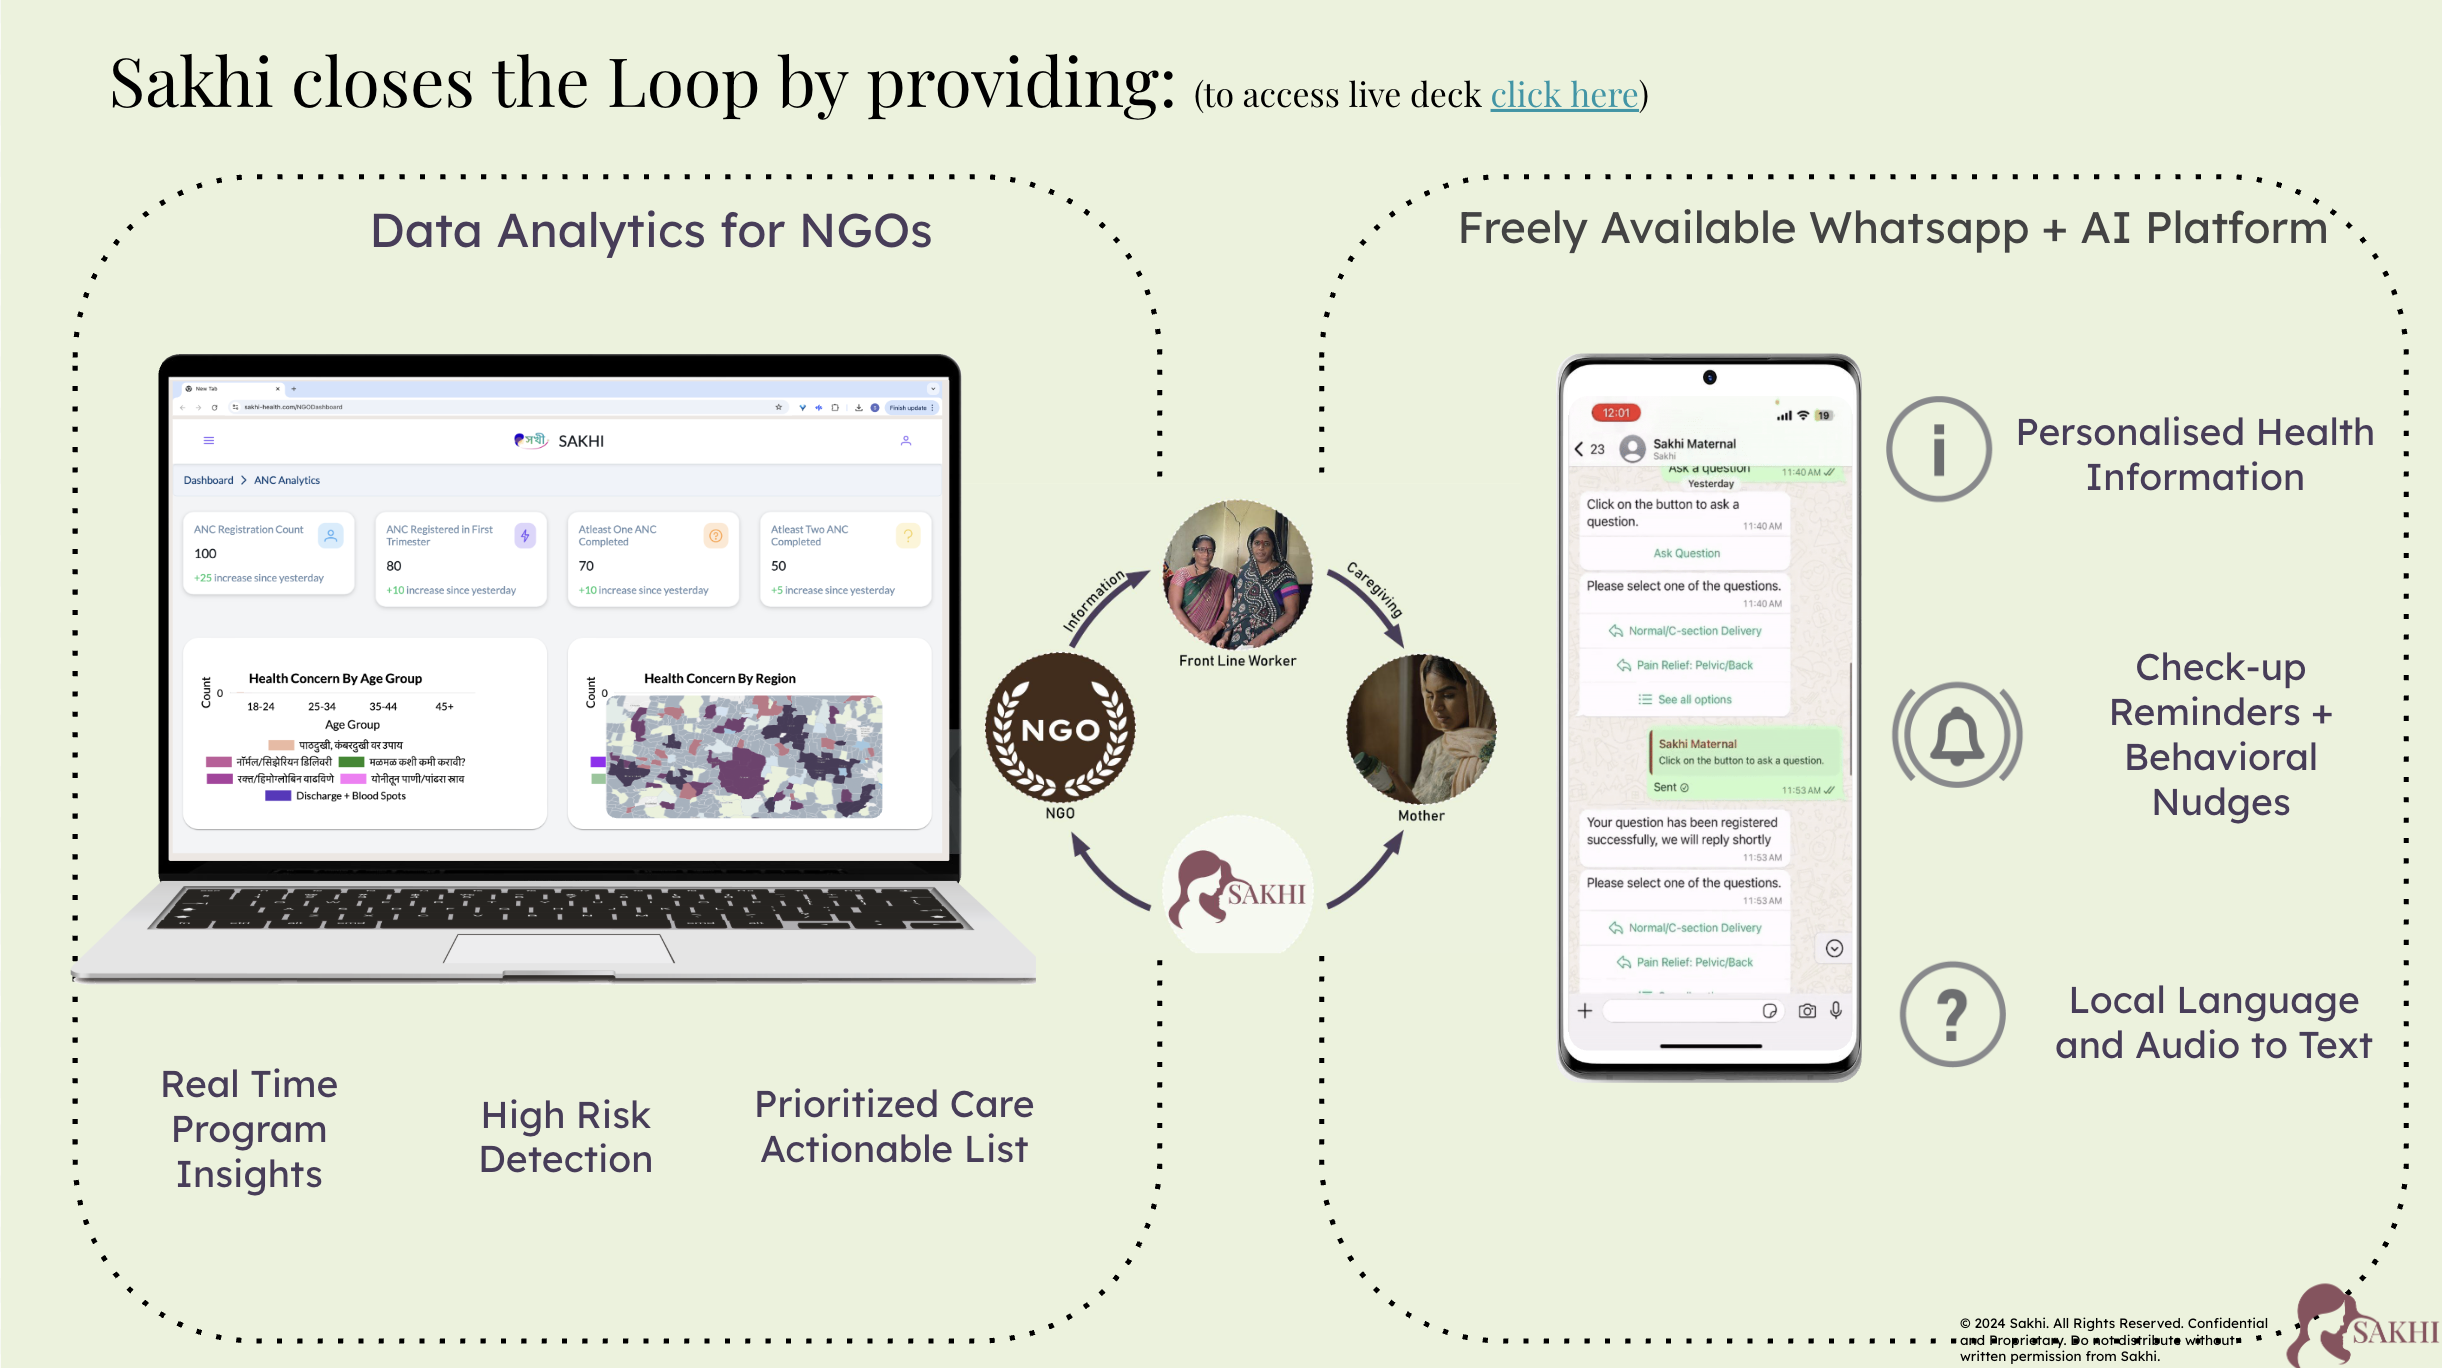 Sakhi closes the Loop by providing: (to access live deck click here)
Data Analytics for NGOs
New Tab
sakhi-health.com/NGODashboard
Finish update
सखी SAKHI
Dashboard > ANC Analytics
ANC Registration Count
100
+25 increase since yesterday
ANC Registered in First
Trimester
80
+10 increase since yesterday
Atleast One ANC
Completed
70
+10 increase since yesterday
Atleast Two ANC
Completed
50
+5 increase since yesterday
Health Concern By Age Group
Count
0
18-24 25-34 35-44 45+
Age Group
पाठदुखी, कंबरदुखी वर उपाय
नॉर्मल/सिझेरियन डिलिवरी मळमळ कशी कमी करावी?
रक्त/हिमोग्लोबिन वाढविणे योनीतून पाणी/पांढरा स्राव
Discharge + Blood Spots
Health Concern By Region
Count
0
Real Time
Program
Insights
High Risk
Detection
Prioritized Care
Actionable List
Information
Caregiving
Front Line Worker
NGO
NGO
Mother
SAKHI
Freely Available Whatsapp + AI Platform
12:01
19
23
Sakhi Maternal
Sakhi
Ask a question
11:40 AM
Yesterday
Click on the button to ask a
question.
11:40 AM
Ask Question
Please select one of the questions.
11:40 AM
Normal/C-section Delivery
Pain Relief: Pelvic/Back
See all options
Sakhi Maternal
Click on the button to ask a question.
Sent
11:53 AM
Your question has been registered
successfully, we will reply shortly
11:53 AM
Please select one of the questions.
11:53 AM
Normal/C-section Delivery
Pain Relief: Pelvic/Back
Personalised Health
Information
Check-up
Reminders +
Behavioral
Nudges
Local Language
and Audio to Text
© 2024 Sakhi. All Rights Reserved. Confidential
and Proprietary. Do not distribute without
written permission from Sakhi.
SAKHI